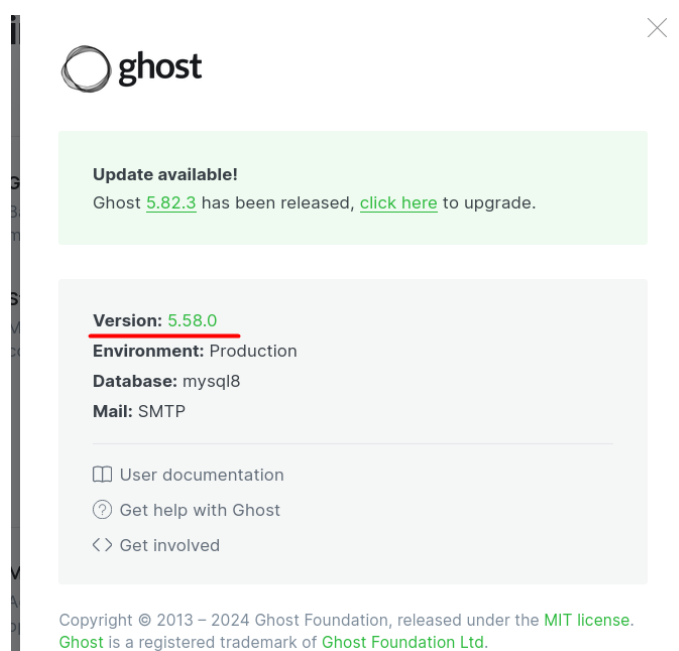 ghost
Update available!
Ghost 5.82.3 has been released, click here to upgrade.
Version: 5.58.0
Environment: Production
Database: mysql8
Mail: SMTP
User documentation
Get help with Ghost
Get involved
Copyright © 2013 – 2024 Ghost Foundation, released under the MIT license.
Ghost is a registered trademark of Ghost Foundation Ltd.